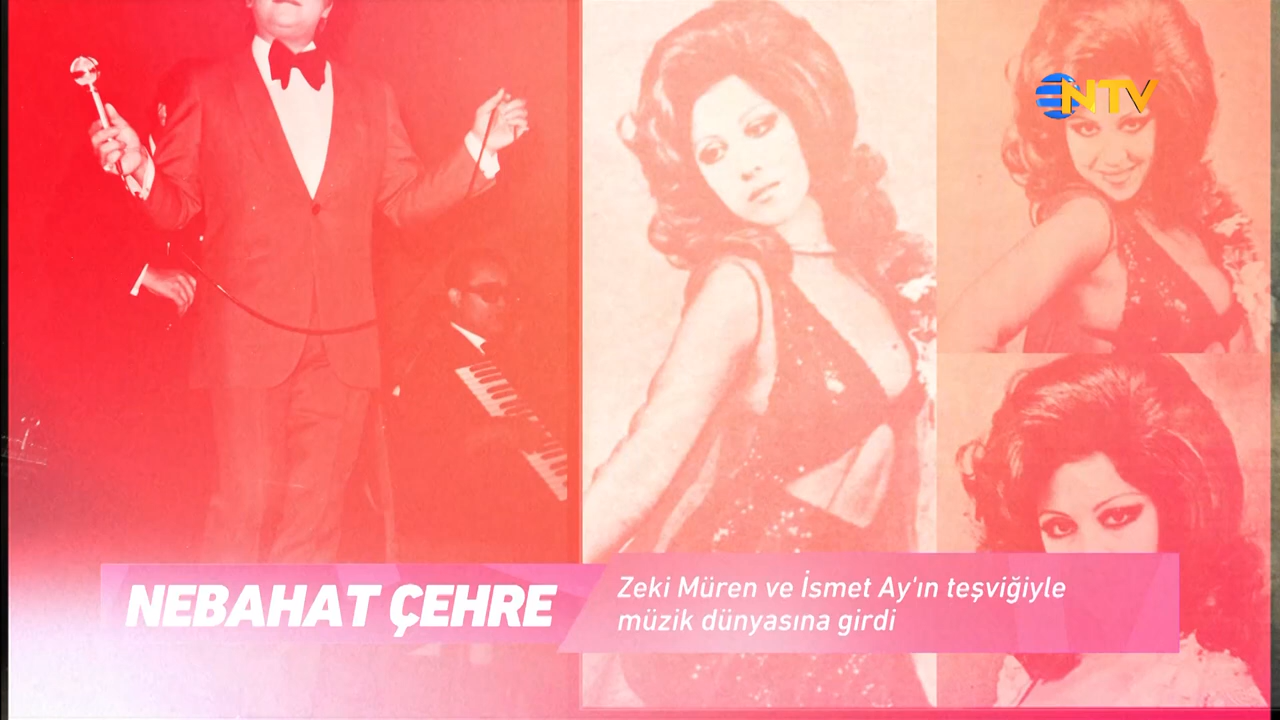 NTV
NEBAHAT ÇEHRE
Zeki Müren ve İsmet Ay'ın teşviğiyle
müzik dünyasına girdi